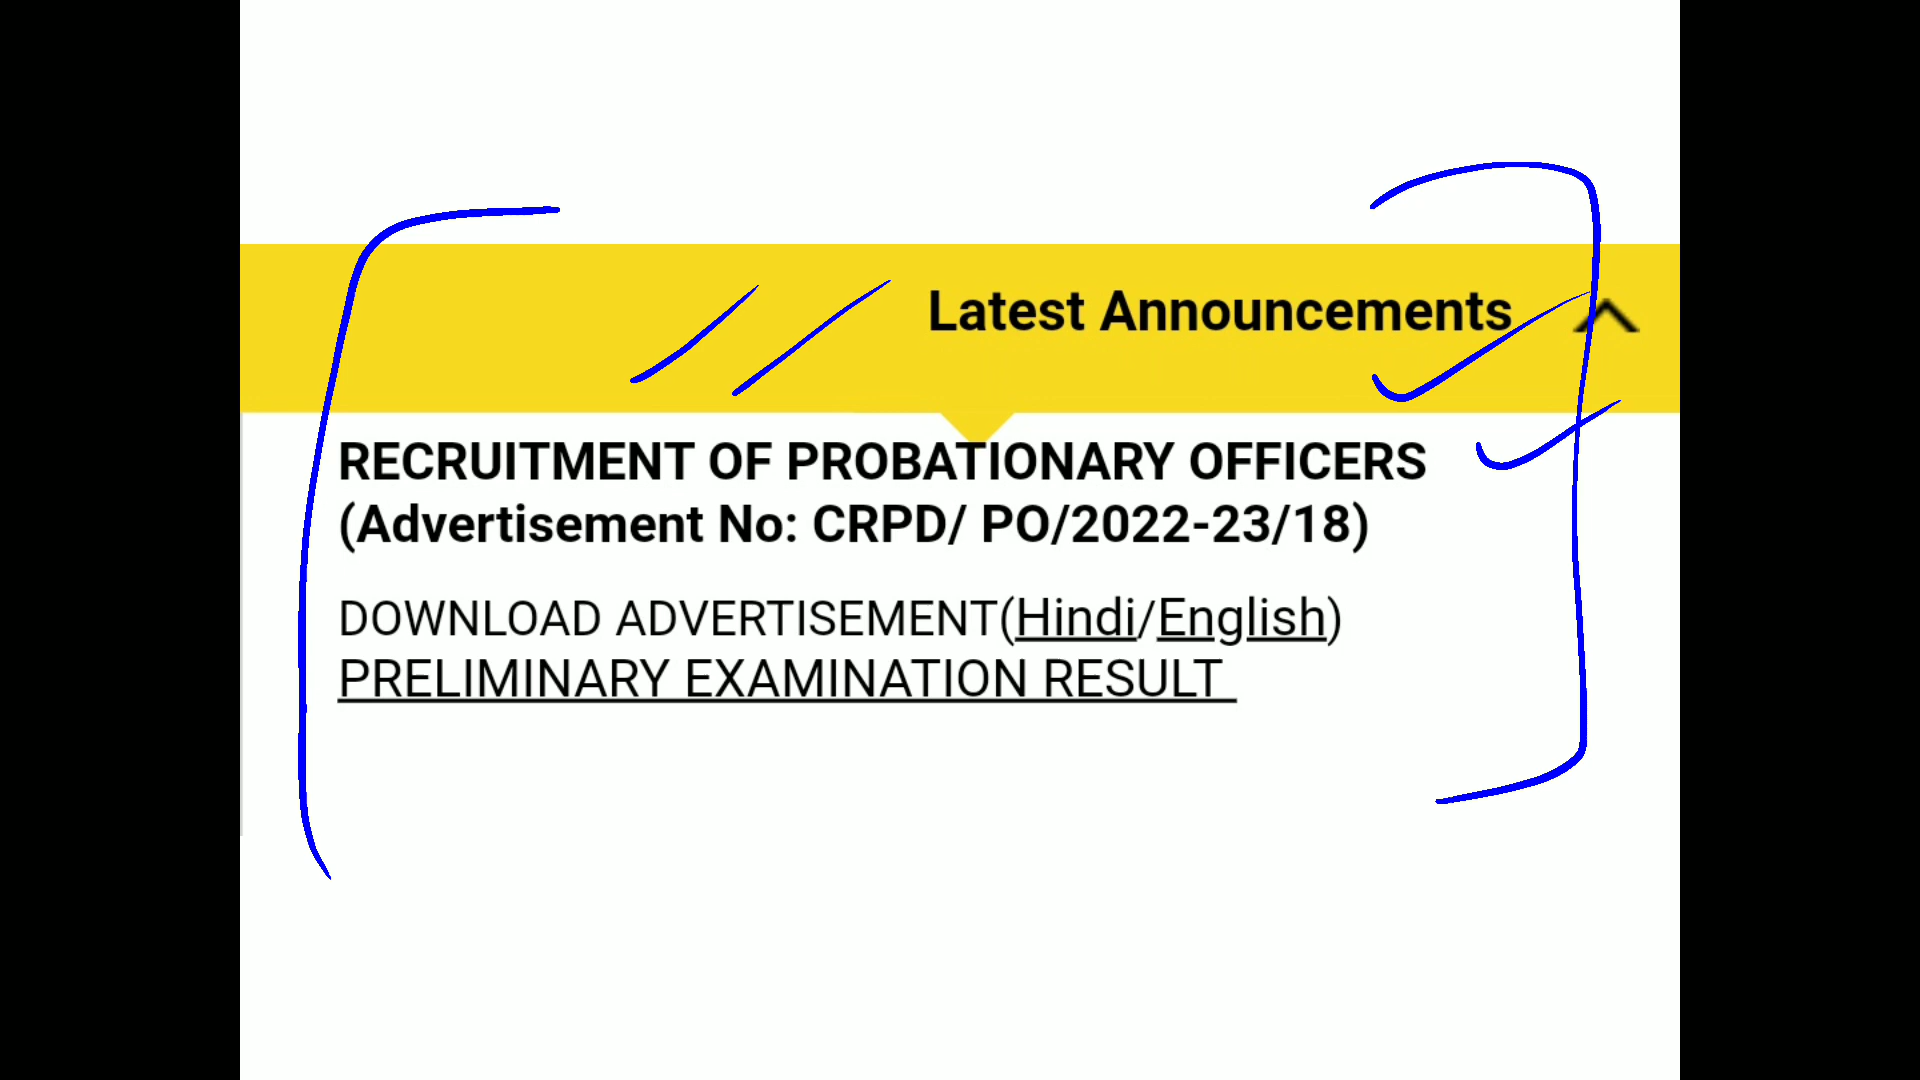 Latest Announcements
RECRUITMENT OF PROBATIONARY OFFICERS
(Advertisement No: CRPD/ PO/2022-23/18)
DOWNLOAD ADVERTISEMENT(Hindi/English)
PRELIMINARY EXAMINATION RESULT